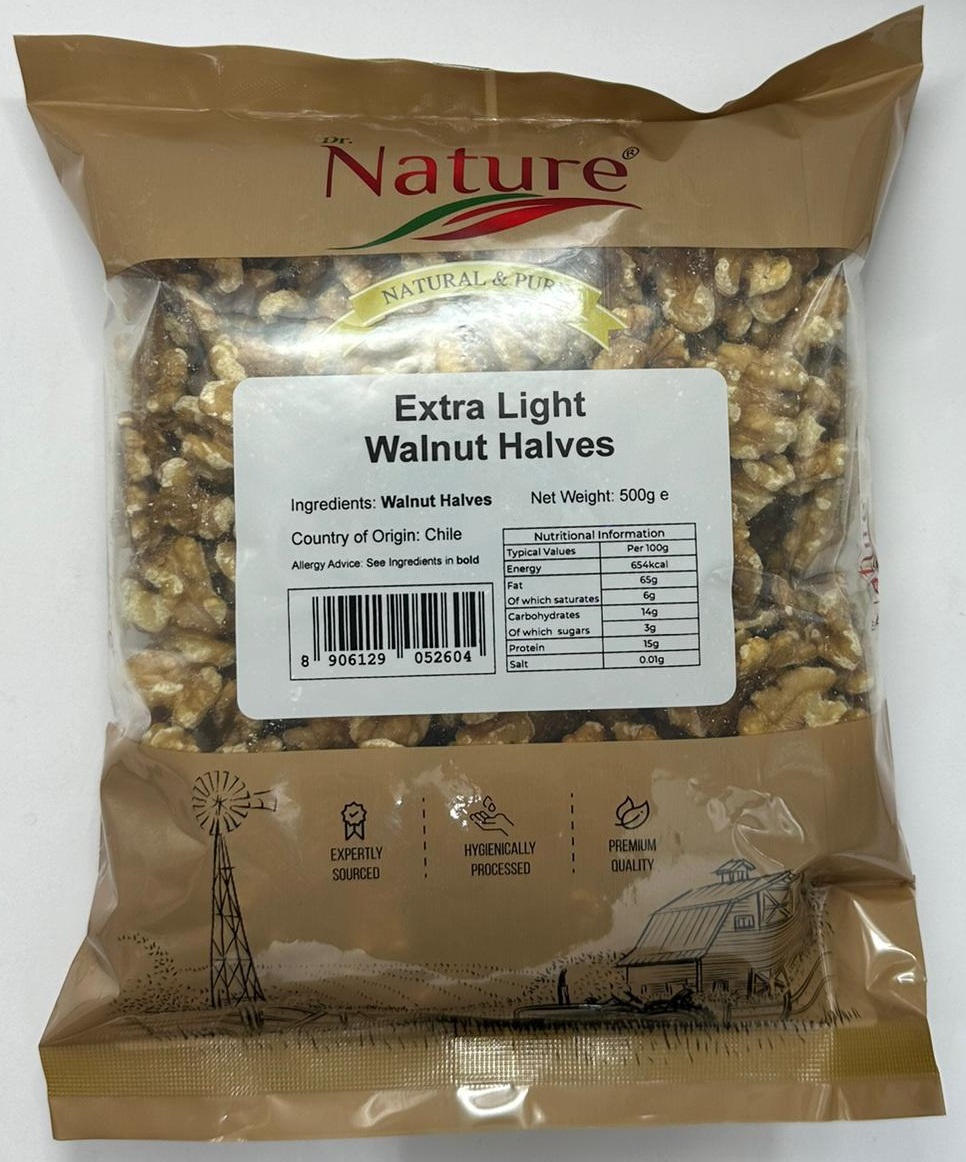 Dr.
Nature®
NATURAL & PUR
Extra Light
Walnut Halves
Ingredients: Walnut Halves
Net Weight: 500g e
Country of Origin: Chile
Allergy Advice: See Ingredients in bold
Nutritional Information
Typical Values Per 100g
Energy 654kcal
Fat 65g
Of which saturates 6g
Carbohydrates 14g
Of which sugars 3g
Protein 15g
Salt 0.01g
8 906129 052604
EXPERTLY
SOURCED
HYGIENICALLY
PROCESSED
PREMIUM
QUALITY